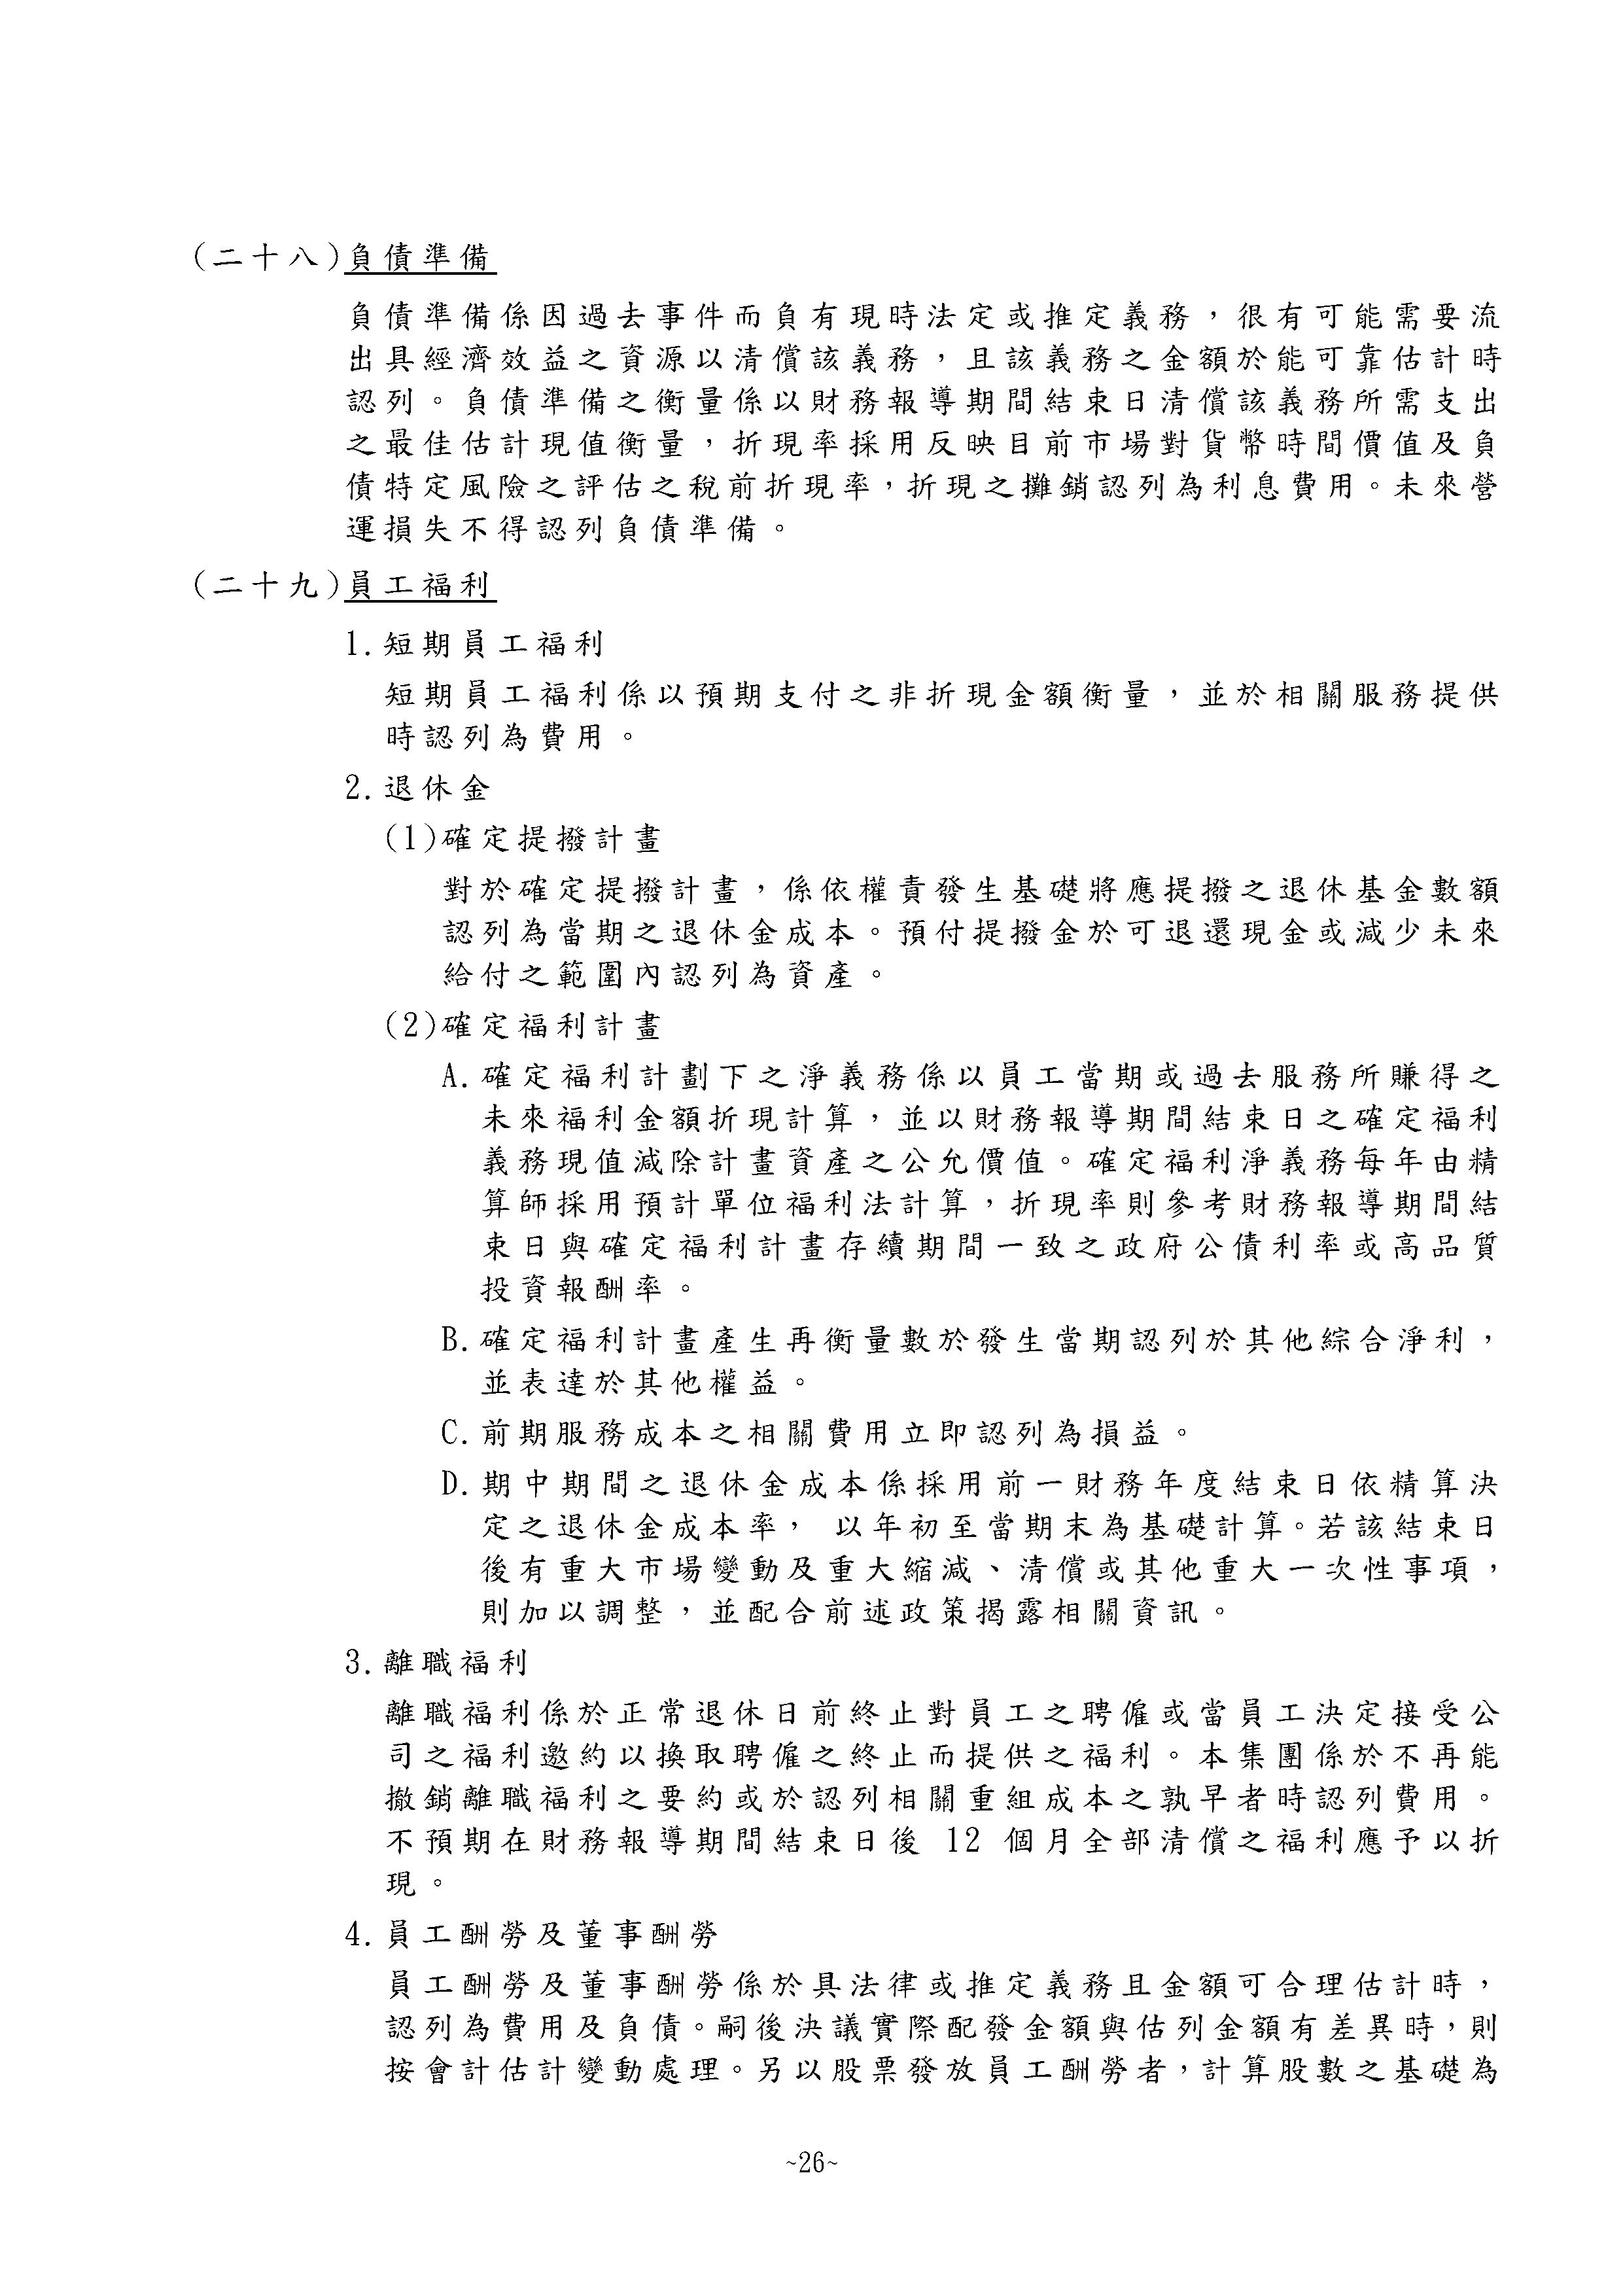 (二十八)負債準備
負債準備係因過去事件而負有現時法定或推定義務，很有可能需要流
出具經濟效益之資源以清償該義務，且該義務之金額於能可靠估計時
認列。負債準備之衡量係以財務報導期間結束日清償該義務所需支出
之最佳估計現值衡量，折現率採用反映目前市場對貨幣時間價值及負
債特定風險之評估之稅前折現率，折現之攤銷認列為利息費用。未來營
運損失不得認列負債準備。
(二十九)員工福利
1.短期員工福利
短期員工福利係以預期支付之非折現金額衡量，並於相關服務提供
時認列為費用。
2.退休金
(1)確定提撥計畫
對於確定提撥計畫，係依權責發生基礎將應提撥之退休基金數額
認列為當期之退休金成本。預付提撥金於可退還現金或減少未來
給付之範圍內認列為資產。
(2)確定福利計畫
A.確定福利計劃下之淨義務係以員工當期或過去服務所賺得之
未來福利金額折現計算，並以財務報導期間結束日之確定福利
義務現值減除計畫資產之公允價值。確定福利淨義務每年由精
算師採用預計單位福利法計算，折現率則參考財務報導期間結
束日與確定福利計畫存續期間一致之政府公債利率或高品質
投資報酬率。
B.確定福利計畫產生再衡量數於發生當期認列於其他綜合淨利，
並表達於其他權益。
C.前期服務成本之相關費用立即認列為損益。
D.期中期間之退休金成本係採用前一財務年度結束日依精算決
定之退休金成本率， 以年初至當期末為基礎計算。若該結束日
後有重大市場變動及重大縮減、清償或其他重大一次性事項，
則加以調整，並配合前述政策揭露相關資訊。
3.離職福利
離職福利係於正常退休日前終止對員工之聘僱或當員工決定接受公
司之福利邀約以換取聘僱之終止而提供之福利。本集團係於不再能
撤銷離職福利之要約或於認列相關重組成本之孰早者時認列費用。
不預期在財務報導期間結束日後 12 個月全部清償之福利應予以折
現。
4.員工酬勞及董事酬勞
員工酬勞及董事酬勞係於具法律或推定義務且金額可合理估計時，
認列為費用及負債。嗣後決議實際配發金額與估列金額有差異時，則
按會計估計變動處理。另以股票發放員工酬勞者，計算股數之基礎為
~26~